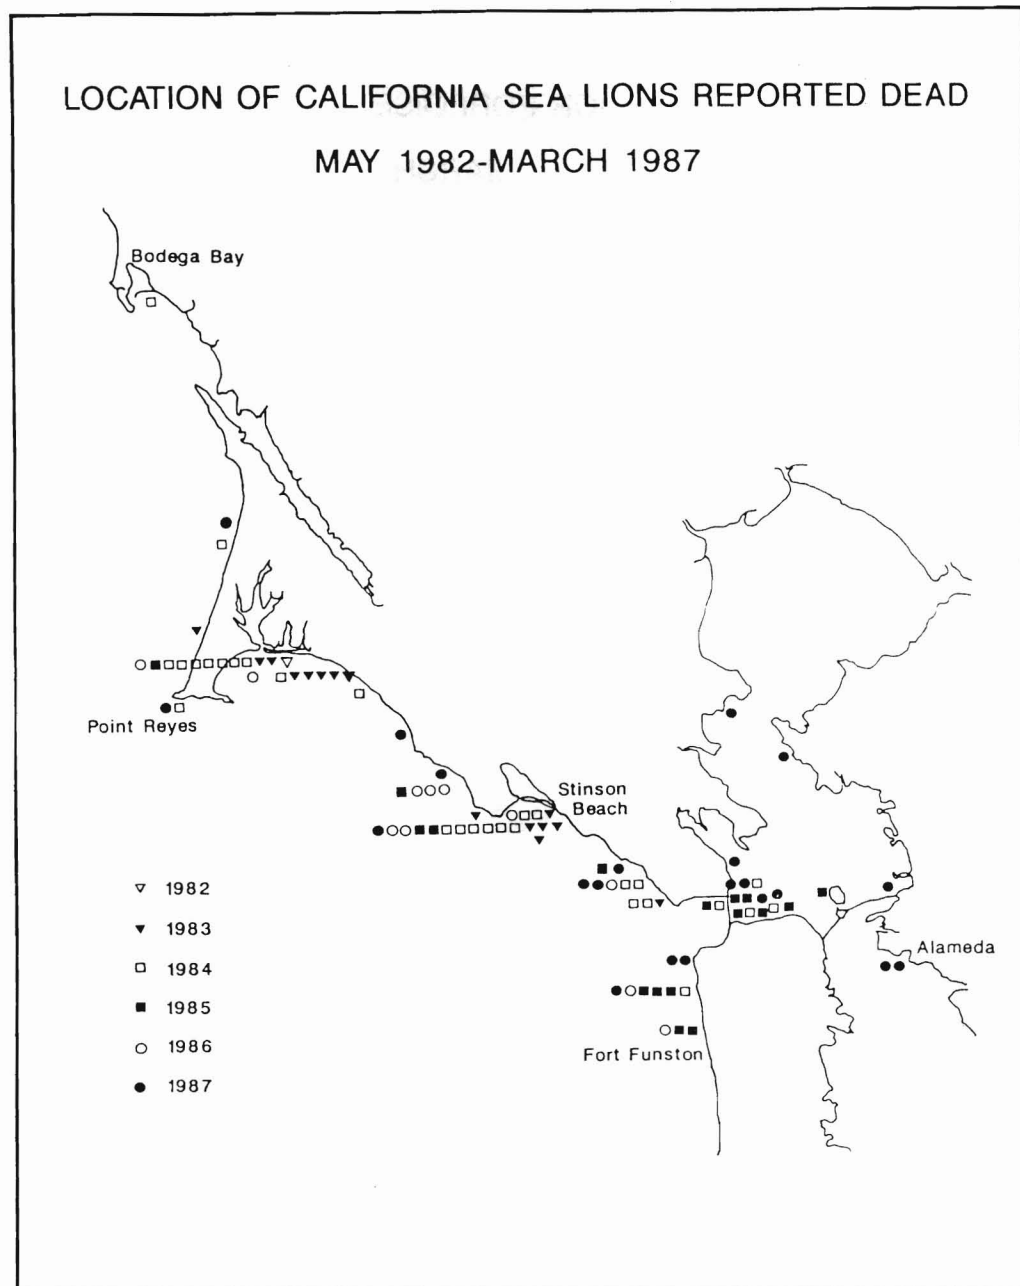 LOCATION OF CALIFORNIA SEA LIONS REPORTED DEAD
MAY 1982-MARCH 1987
Bodega Bay
Point Reyes
Stinson
Beach
Alameda
Fort Funston
1982
1983
1984
1985
1986
1987